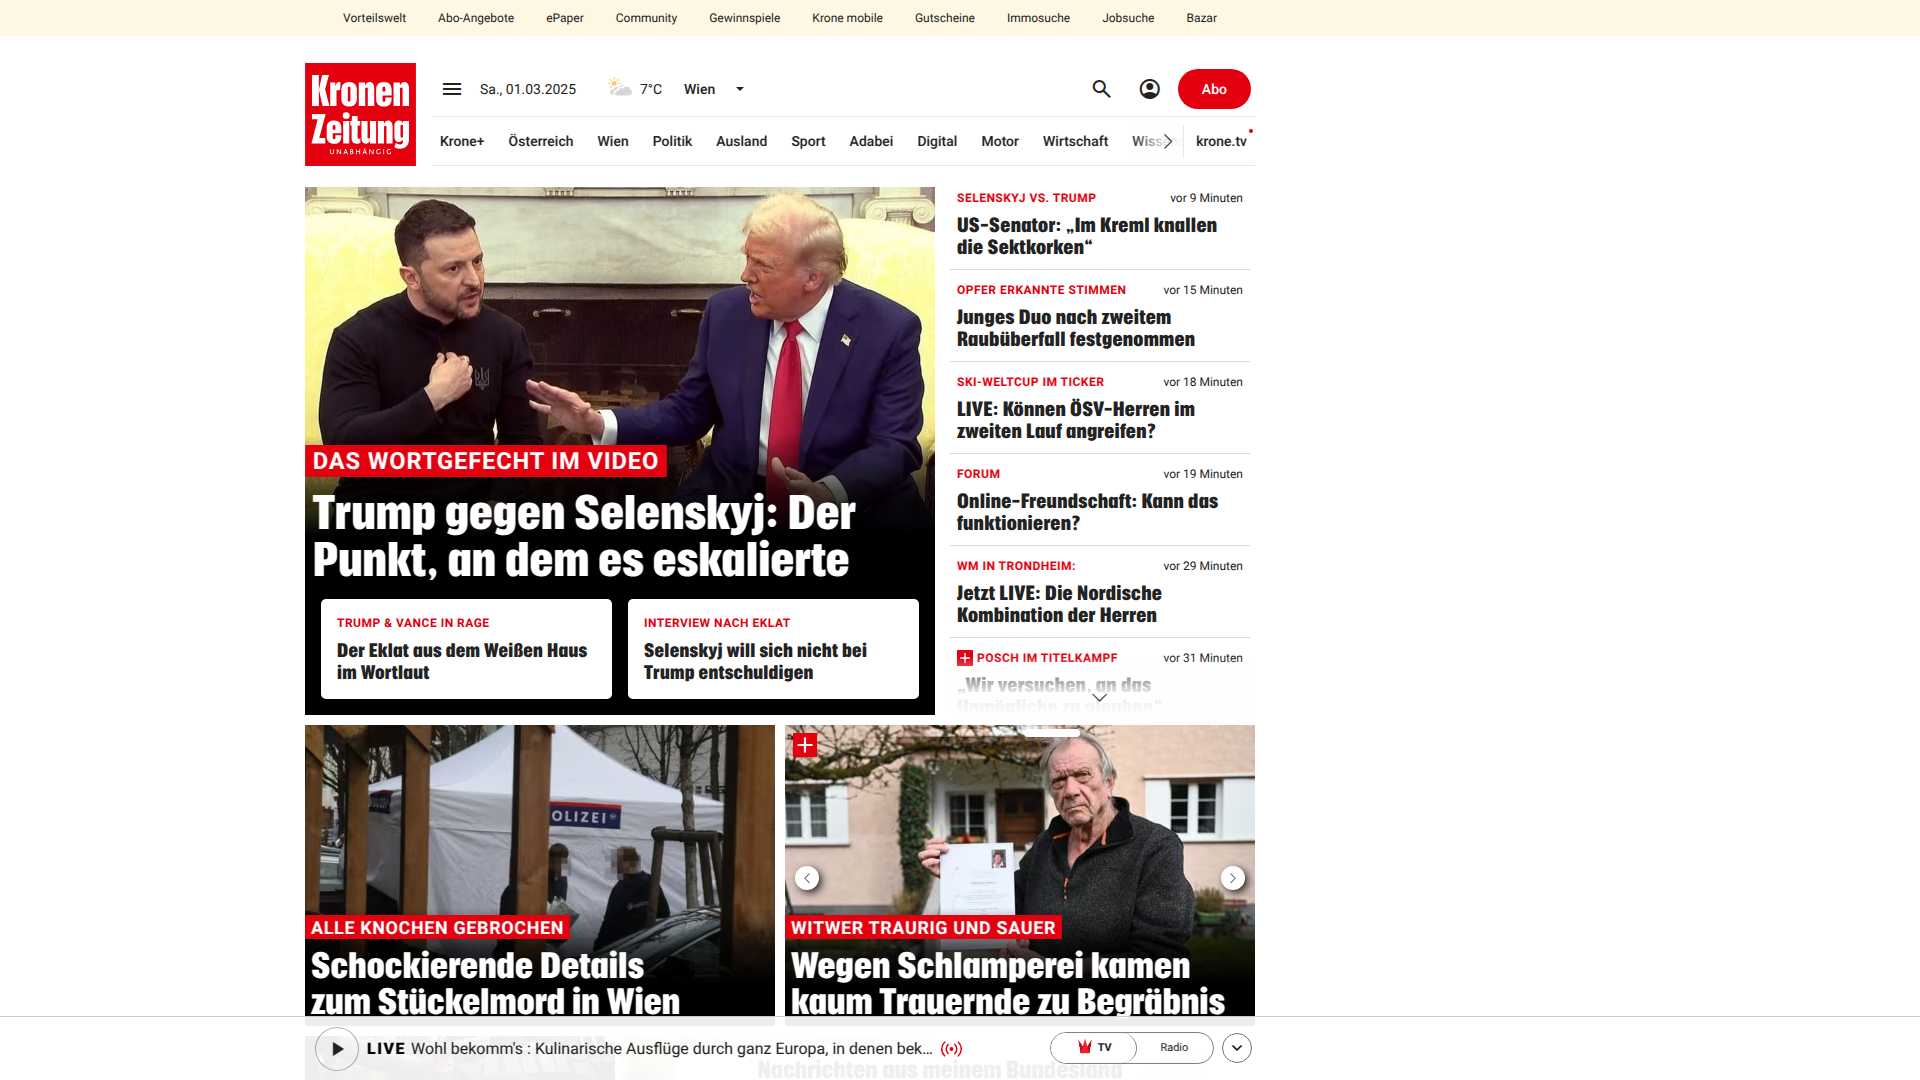 Vorteilswelt Abo-Angebote ePaper Community Gewinnspiele Krone mobile Gutscheine Immosuche Jobsuche Bazar
Kronen
Zeitung
UNABHÄNGIG
Sa., 01.03.2025 7°C Wien
Abo
Krone+ Österreich Wien Politik Ausland Sport Adabei Digital Motor Wirtschaft Wiss krone.tv
DAS WORTGEFECHT IM VIDEO
Trump gegen Selenskyj: Der
Punkt, an dem es eskalierte
TRUMP & VANCE IN RAGE
Der Eklat aus dem Weißen Haus
im Wortlaut
INTERVIEW NACH EKLAT
Selenskyj will sich nicht bei
Trump entschuldigen
SELENSKYJ VS. TRUMP vor 9 Minuten
US-Senator: „Im Kreml knallen
die Sektkorken“
OPFER ERKANNTE STIMMEN vor 15 Minuten
Junges Duo nach zweitem
Raubüberfall festgenommen
SKI-WELTCUP IM TICKER vor 18 Minuten
LIVE: Können ÖSV-Herren im
zweiten Lauf angreifen?
FORUM vor 19 Minuten
Online-Freundschaft: Kann das
funktionieren?
WM IN TRONDHEIM: vor 29 Minuten
Jetzt LIVE: Die Nordische
Kombination der Herren
POSCH IM TITELKAMPF vor 31 Minuten
„Wir versuchen, an das
Unmögliche zu glauben“
OLIZEI
ALLE KNOCHEN GEBROCHEN
Schockierende Details
zum Stückelmord in Wien
WITWER TRAURIG UND SAUER
Wegen Schlamperei kamen
kaum Trauernde zu Begräbnis
LIVE Wohl bekomm's : Kulinarische Ausflüge durch ganz Europa, in denen bek...
TV Radio
Nachrichten aus meinem Bundesland